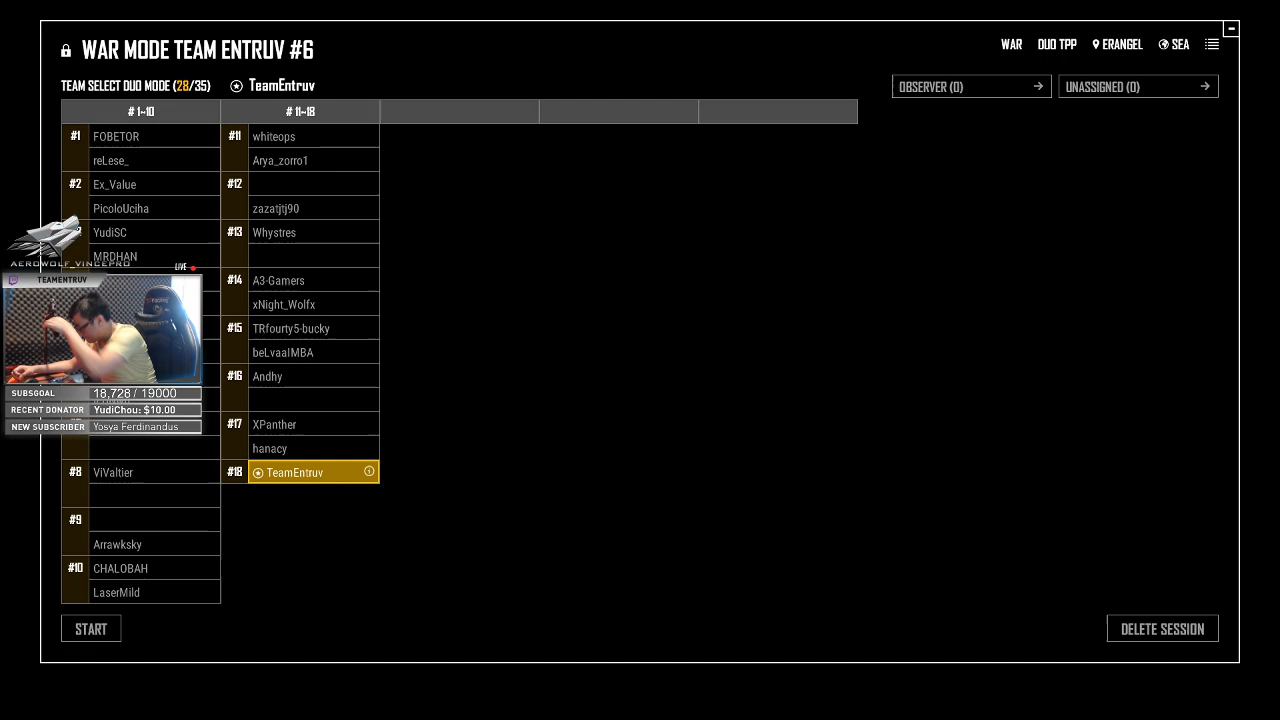 WAR MODE TEAM ENTRUV #6
WAR DUO TPP ERANGEL SEA
TEAM SELECT DUO MODE (28/35) TeamEntruv
OBSERVER (0) UNASSIGNED (0)
# 1~10 # 11~18
#1 FOBETOR #11 whiteops
reLese_ Arya_zorro1
#2 Ex_Value #12
PicoloUciha zazatjtj90
YudiSC #13 Whystres
MRDHAN
AEROWOLF_VINCEPRO LIVE
TEAMENTRUV #14 A3-Gamers
xNight_Wolfx
#15 TRfourty5-bucky
beLvaaIMBA
#16 Andhy
SUBSGOAL 18,728 / 19000
RECENT DONATOR YudiChou: $10.00
NEW SUBSCRIBER Yosya Ferdinandus #17 XPanther
hanacy
#8 ViValtier #18 TeamEntruv
#9
Arrawksky
#10 CHALOBAH
LaserMild
START DELETE SESSION